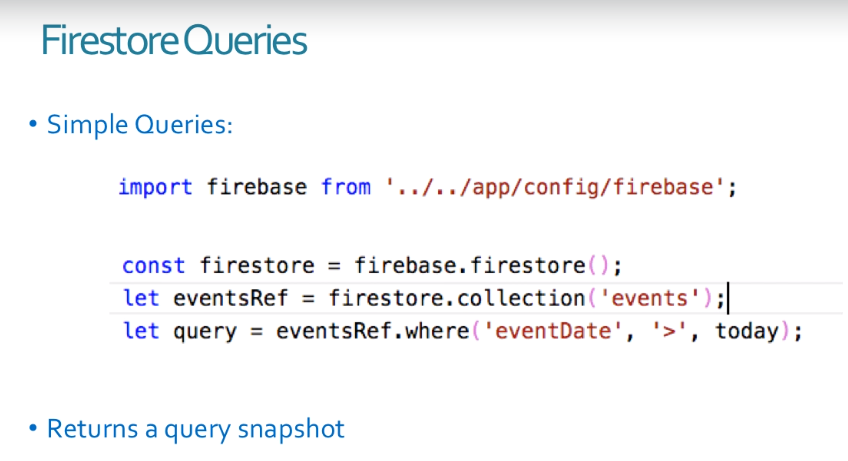 Firestore Queries
• Simple Queries:
import firebase from '../../app/config/firebase';
const firestore = firebase.firestore();
let eventsRef = firestore.collection('events');
let query = eventsRef.where('eventDate', '>', today);
• Returns a query snapshot